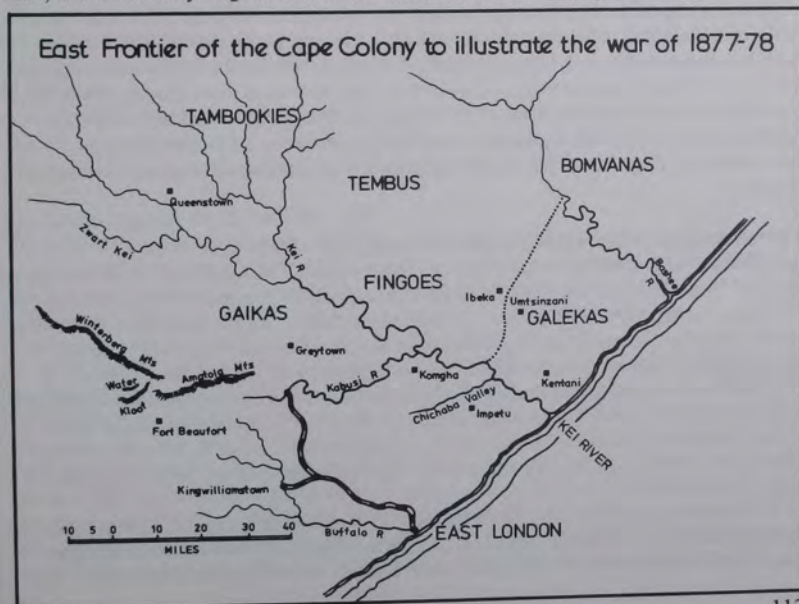 East Frontier of the Cape Colony to illustrate the war of 1877-78
TAMBOOKIES
BOMVANAS
TEMBUS
Queenstown
Zwart Kei
Kei R
Bashee
R
FINGOES
Ibeka
Umtsinzani
GALEKAS
GAIKAS
Winterberg Mts
Greytown
Water
Kloof
Amatola Mts
Kabusi R
Komgha
Kentani
Chichaba Valley
Impetu
Fort Beaufort
KEI RIVER
Kingwilliamstown
Buffalo R
EAST LONDON
10 5 0 10 20 30 40
MILES